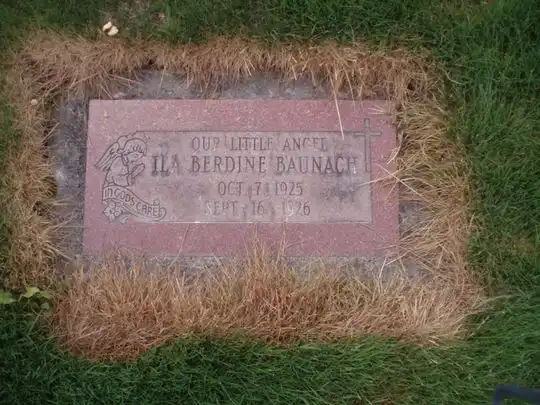 OUR LITTLE ANGEL
ILA BERDINE BAUNACH
OCT 7 1925
SEPT 16 1926
IN GODS CARE